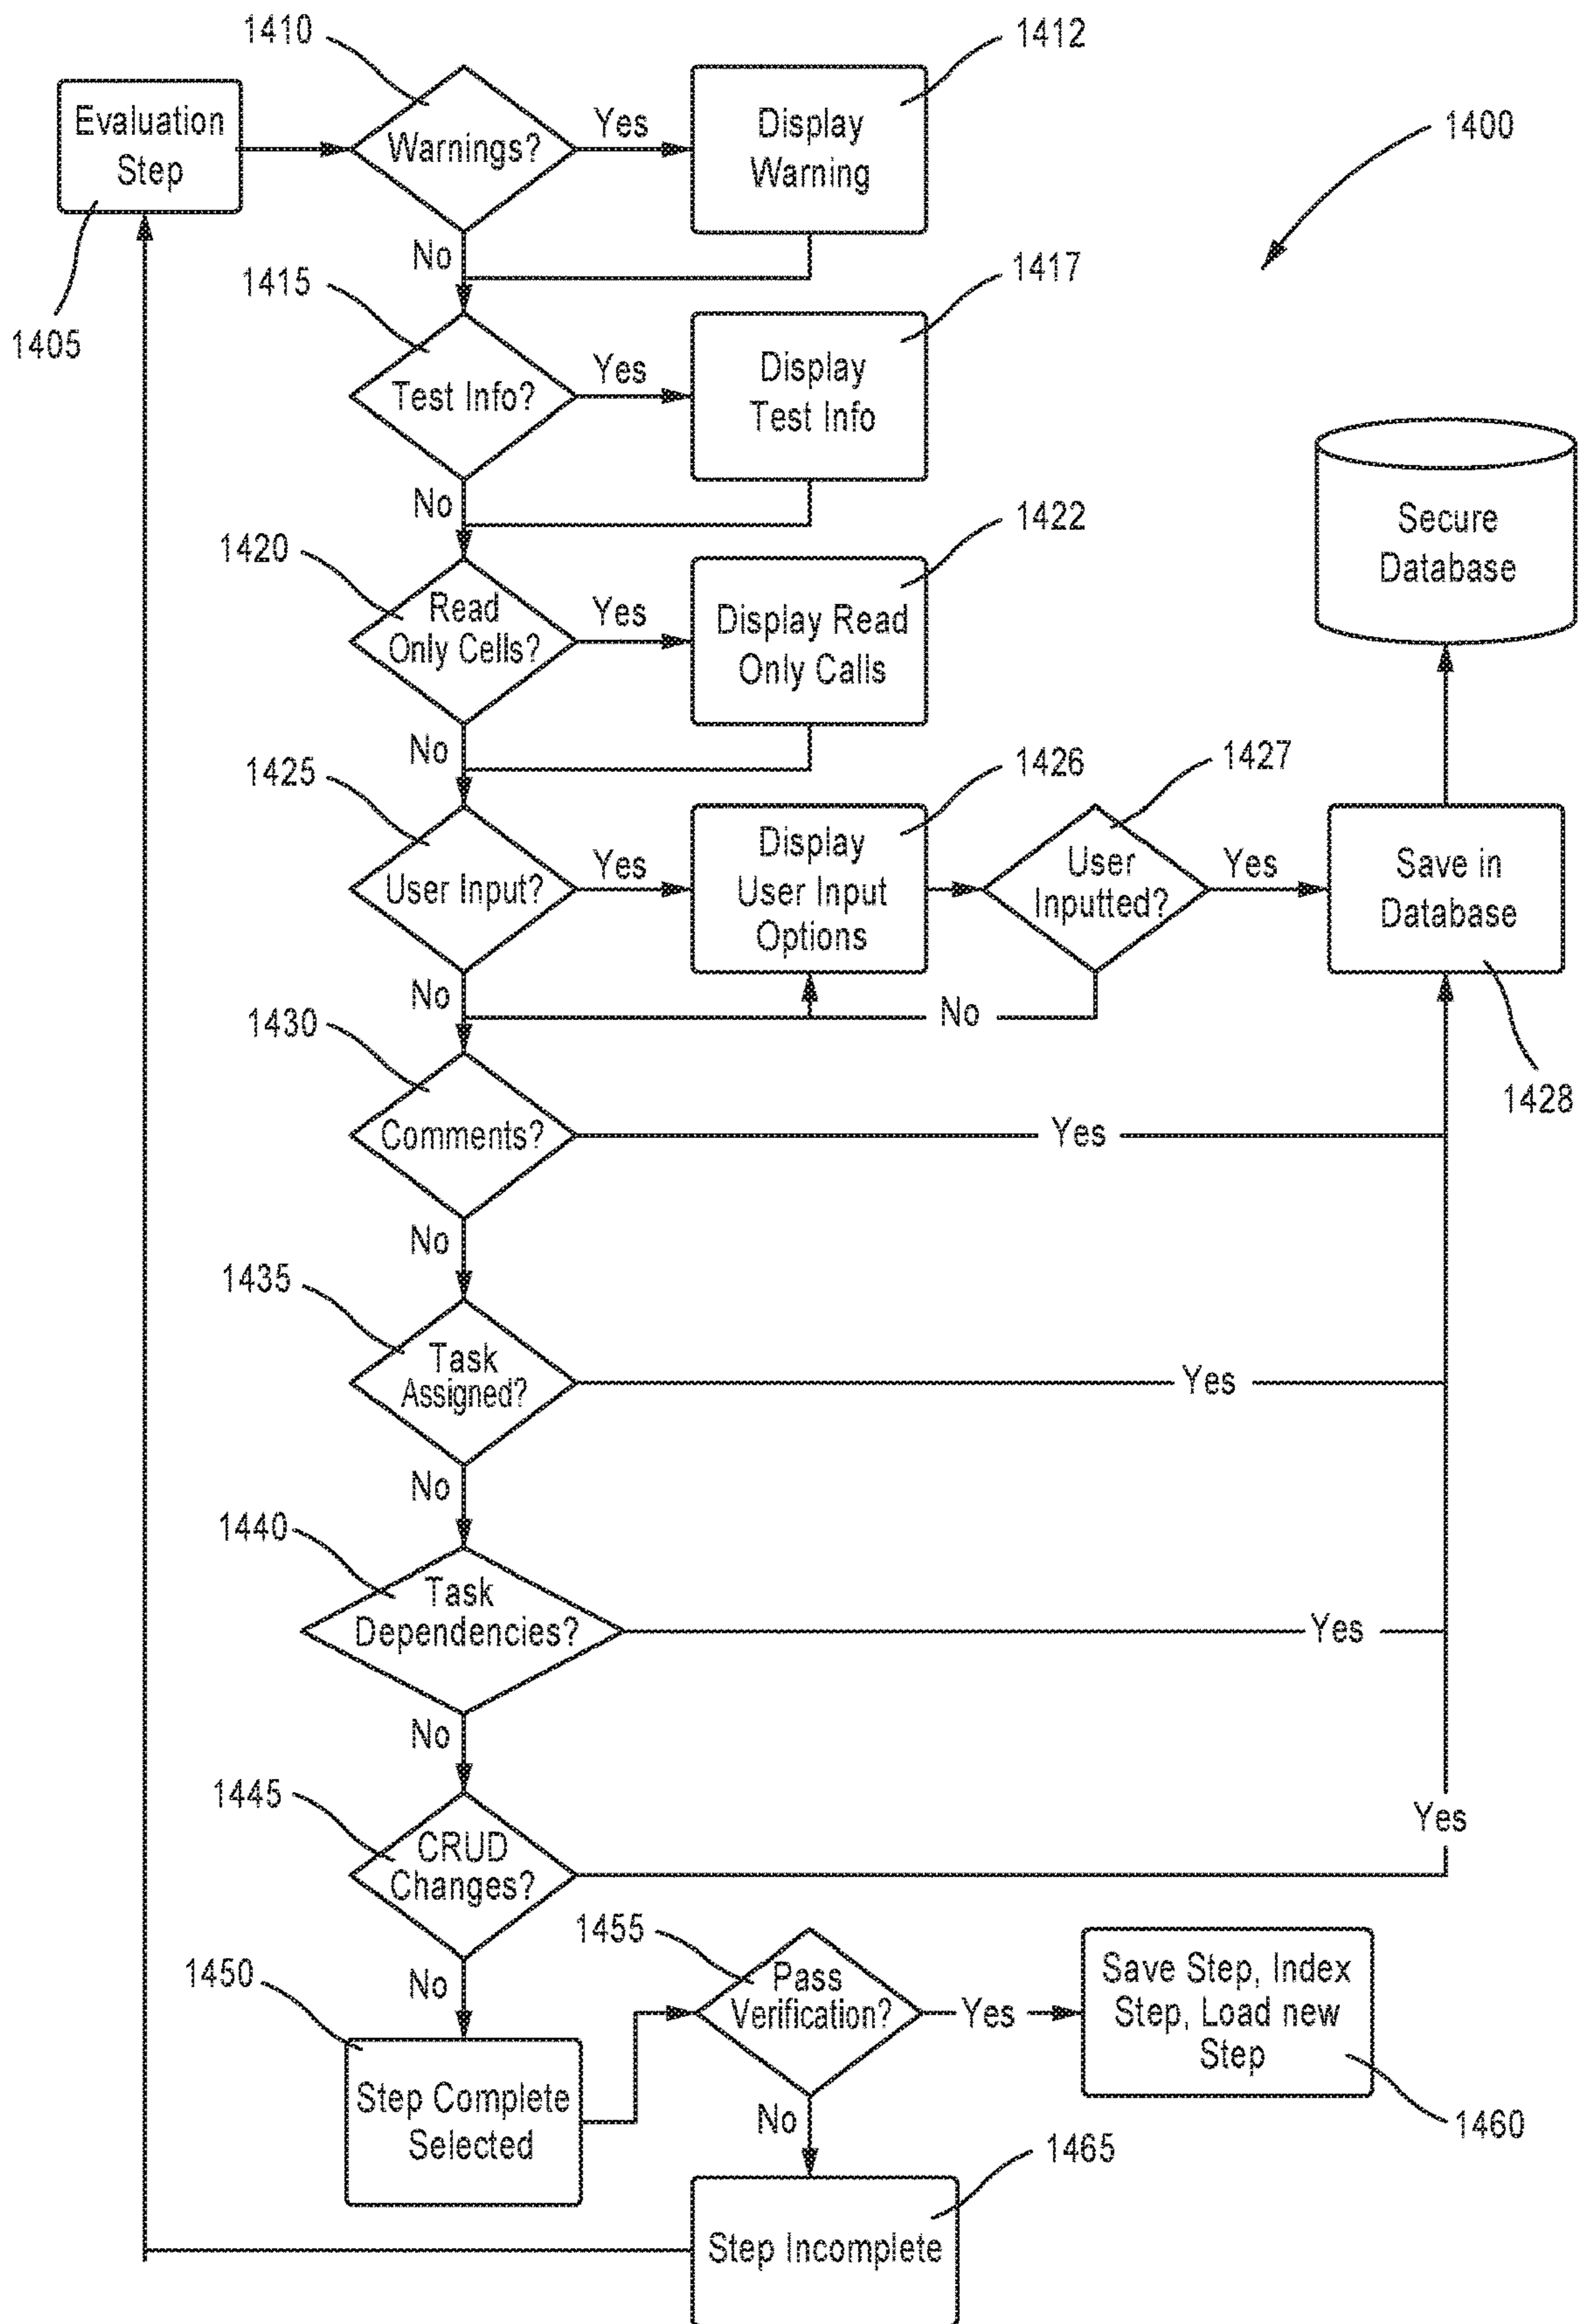 1410
1412
Evaluation
Step
Warnings?
Yes
Display
Warning
1400
No
1405
1415
1417
Test Info?
Yes
Display
Test Info
No
1420
1422
Read
Only Cells?
Yes
Display Read
Only Calls
Secure
Database
No
1425
1426
1427
User Input?
Yes
Display
User Input
Options
User
Inputted?
Yes
Save in
Database
No
No
1430
1428
Comments?
Yes
No
1435
Task
Assigned?
Yes
No
1440
Task
Dependencies?
Yes
No
1445
CRUD
Changes?
Yes
No
1450
1455
Step Complete
Selected
Pass
Verification?
Yes
Save Step, Index
Step, Load new
Step
1460
No
1465
Step Incomplete